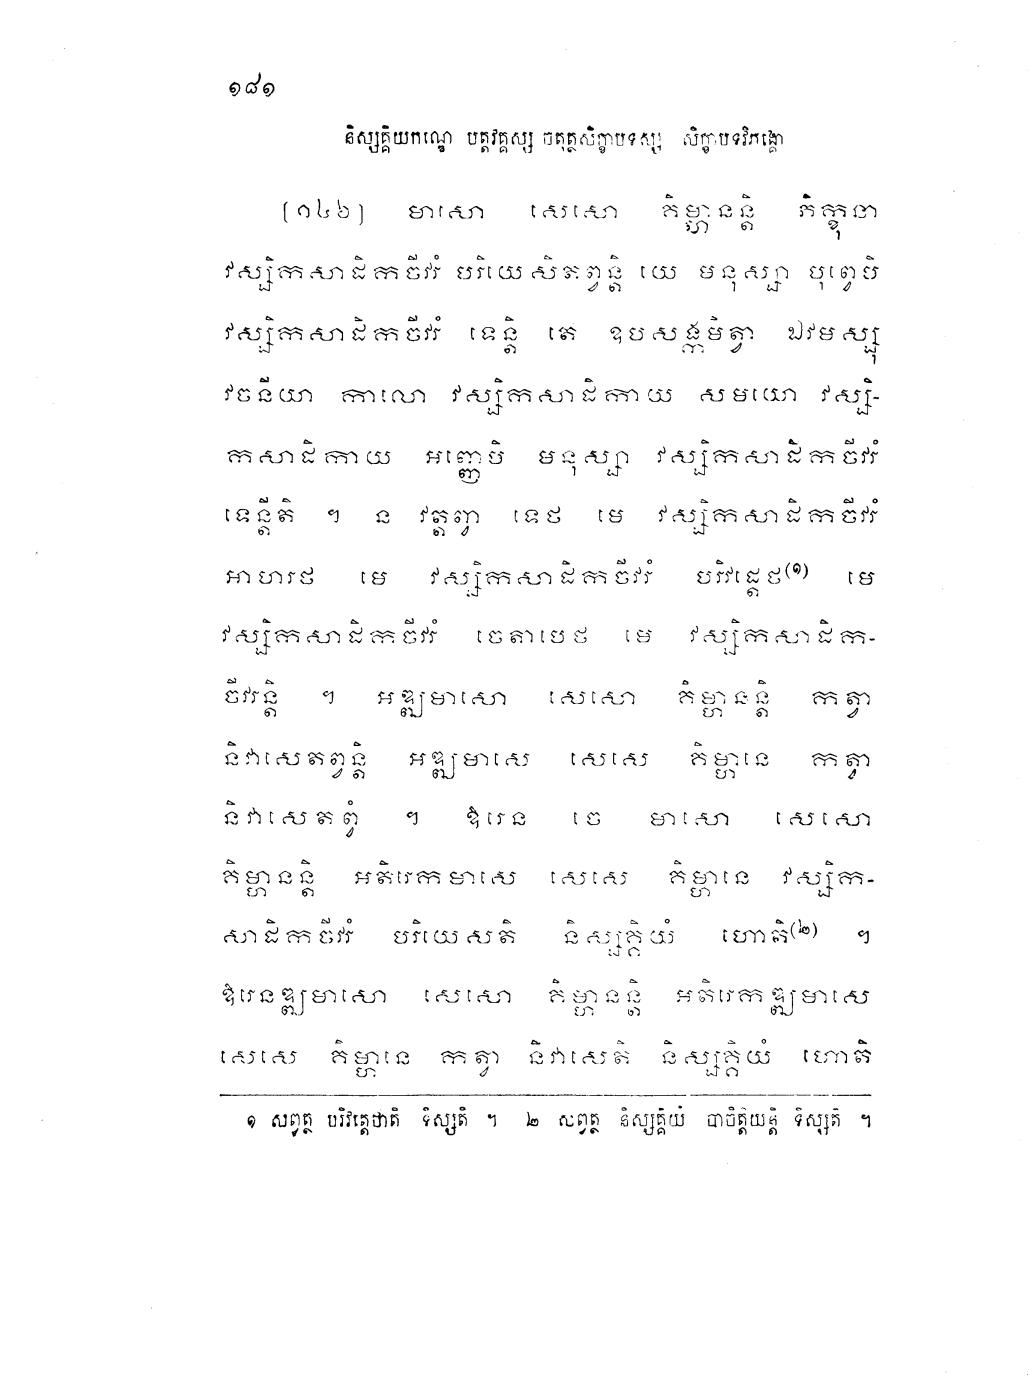 ១៨១
និស្សគ្គិយកណ្ឌេ បត្តវគ្គស្ស ចតុត្ថសិក្ខាបទស្ស សិក្ខាបទវិភង្គោ
[១៤៦] មាសោ សេសោ គិម្ហានន្តិ ភិក្ខុនា
វស្សិកសាដិកចីវរំ បរិយេសិតព្វន្តិ យេ មនុស្សា បុព្វេបិ
វស្សិកសាដិកចីវរំ ទេន្តិ តេ ឧបសង្កមិត្វា ឯវមស្សុ
វចនីយា កាលោ វស្សិកសាដិកាយ សមយោ វស្សិ-
កសាដិកាយ អញ្ញេបិ មនុស្សា វស្សិកសាដិកចីវរំ
ទេន្តីតិ ។ ន វត្តព្វា ទេថ មេ វស្សិកសាដិកចីវរំ
អាហរថ មេ វស្សិកសាដិកចីវរំ បរិវដ្តេថ(១) មេ
វស្សិកសាដិកចីវរំ ចេតាបេថ មេ វស្សិកសាដិក-
ចីវរន្តិ ។ អឌ្ឍមាសោ សេសោ គិម្ហានន្តិ កត្វា
និវាសេតព្វន្តិ អឌ្ឍមាសេ សេសេ គិម្ហានេ កត្វា
និវាសេតព្វំ ។ ឱរេន ចេ មាសោ សេសោ
គិម្ហានន្តិ អតិរេកមាសេ សេសេ គិម្ហានេ វស្សិក-
សាដិកចីវរំ បរិយេសតិ និស្សគ្គិយំ ហោតិ(២) ។
ឱរេនឌ្ឍមាសោ សេសោ គិម្ហានន្តិ អតិរេកឌ្ឍមាសេ
សេសេ គិម្ហានេ កត្វា និវាសេតិ និស្សគ្គិយំ ហោតិ
១ សព្វត្ថ បរិវត្តេថាតិ ទិស្សតិ ។ ២ សព្វត្ថ និស្សគ្គិយំ បាចិត្តិយន្តិ ទិស្សតិ ។